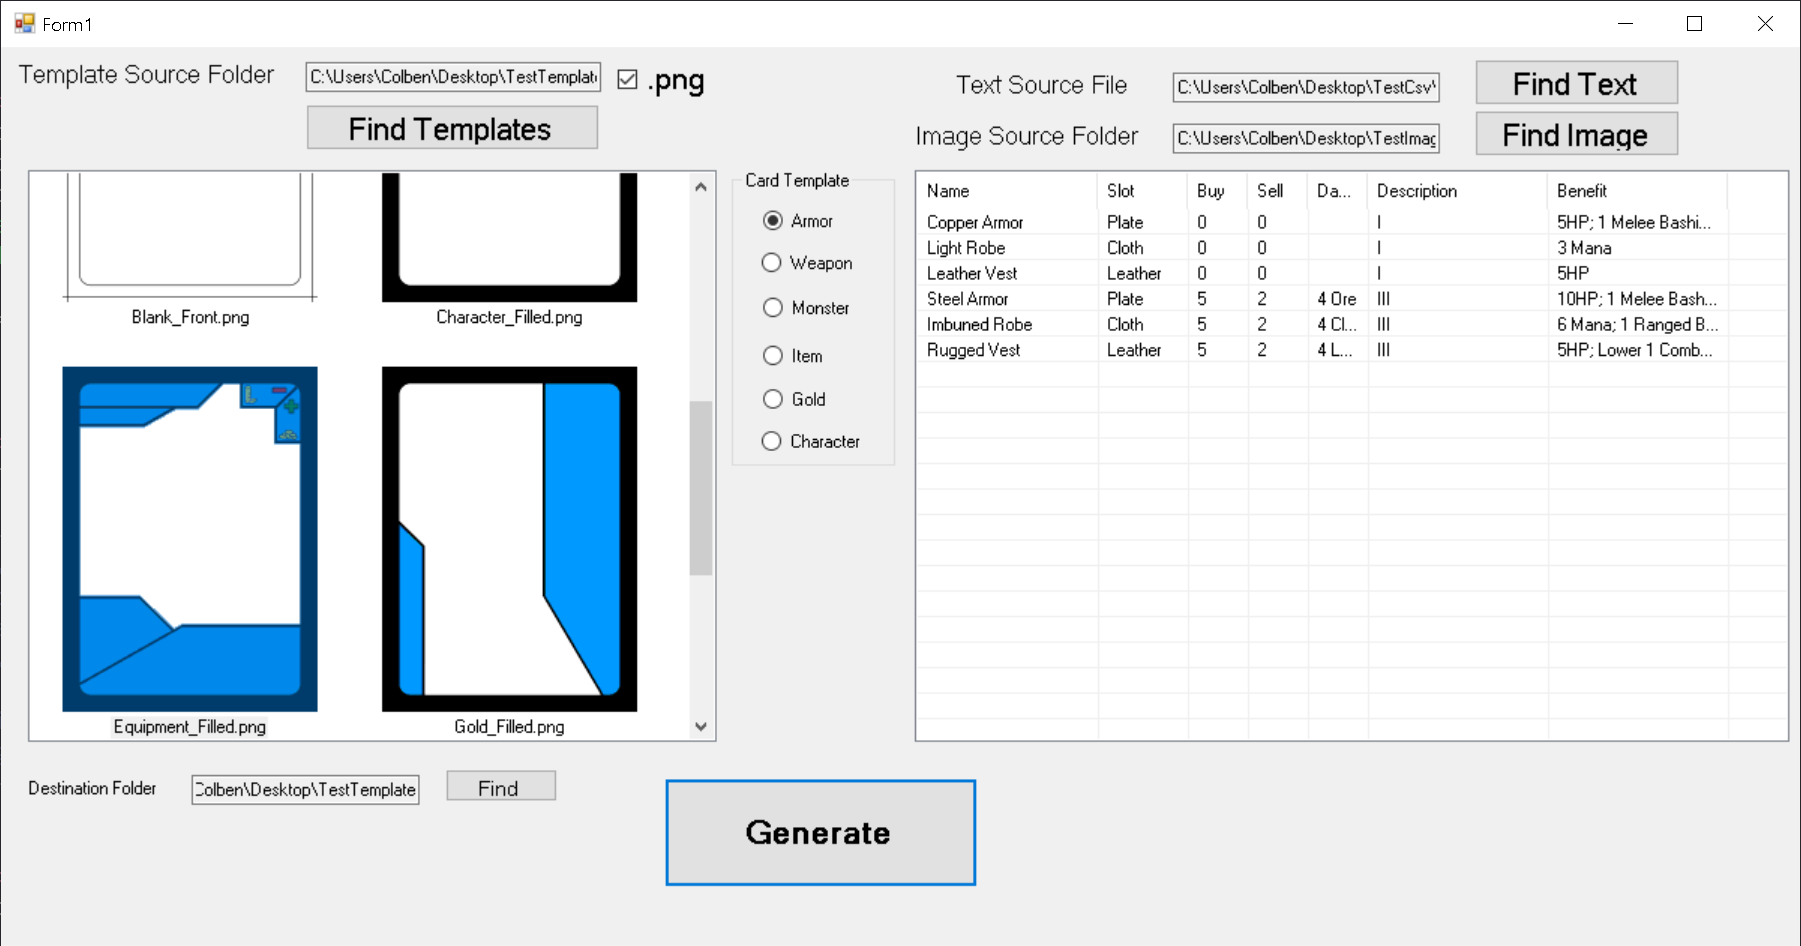 Form1
Template Source Folder
C:\Users\Colben\Desktop\TestTemplat
.png
Find Templates
Text Source File
C:\Users\Colben\Desktop\TestCsv\
Find Text
Image Source Folder
C:\Users\Colben\Desktop\TestImag
Find Image
Blank_Front.png
Character_Filled.png
Equipment_Filled.png
Gold_Filled.png
Card Template
Armor
Weapon
Monster
Item
Gold
Character
Name Slot Buy Sell Da... Description Benefit
Copper Armor Plate 0 0 I 5HP; 1 Melee Bashi...
Light Robe Cloth 0 0 I 3 Mana
Leather Vest Leather 0 0 I 5HP
Steel Armor Plate 5 2 4 Ore III 10HP; 1 Melee Bash...
Imbuned Robe Cloth 5 2 4 Cl... III 6 Mana; 1 Ranged B...
Rugged Vest Leather 5 2 4 L... III 5HP; Lower 1 Comb...
Destination Folder
Colben\Desktop\TestTemplate
Find
Generate